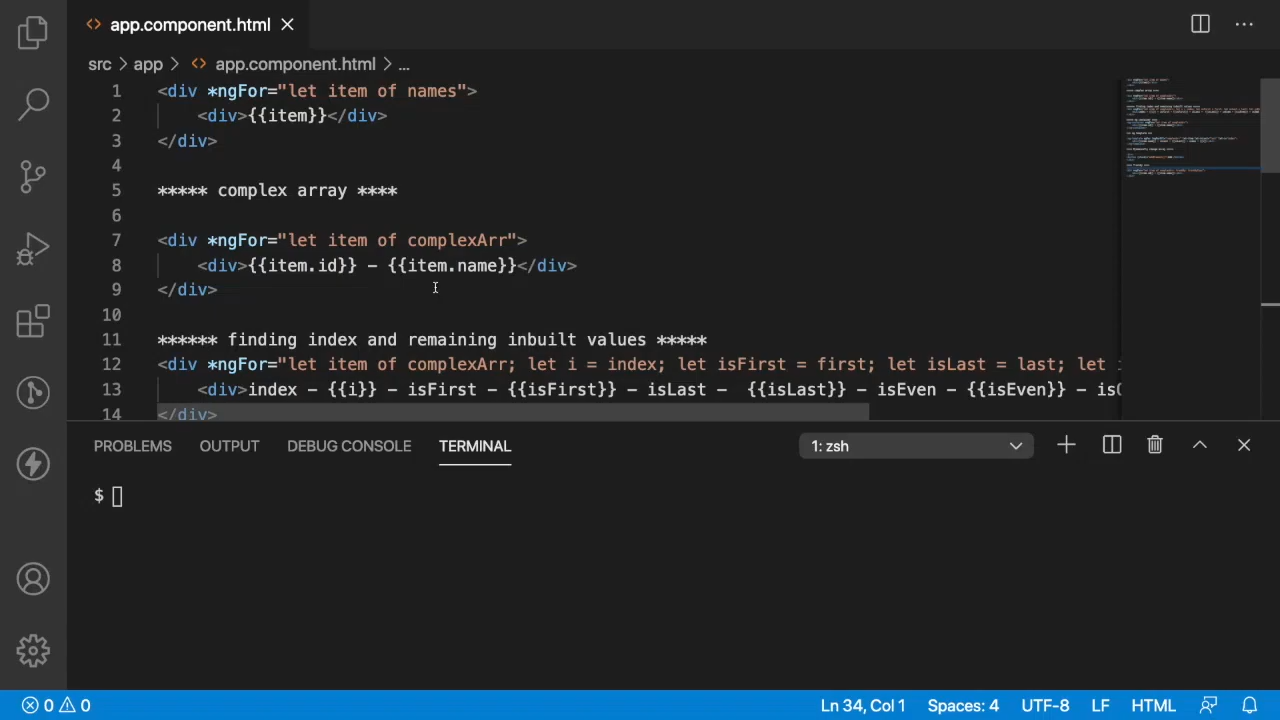 app.component.html
src > app > app.component.html > ...
1 <div *ngFor="let item of names">
2 <div>{{item}}</div>
3 </div>
4
5 ***** complex array ****
6
7 <div *ngFor="let item of complexArr">
8 <div>{{item.id}} - {{item.name}}</div>
9 </div>
10
11 ****** finding index and remaining inbuilt values *****
12 <div *ngFor="let item of complexArr; let i = index; let isFirst = first; let isLast = last; let i
13 <div>index - {{i}} - isFirst - {{isFirst}} - isLast -  {{isLast}} - isEven - {{isEven}} - isO
14 </div>
PROBLEMS OUTPUT DEBUG CONSOLE TERMINAL 1: zsh
$
0 0 Ln 34, Col 1 Spaces: 4 UTF-8 LF HTML